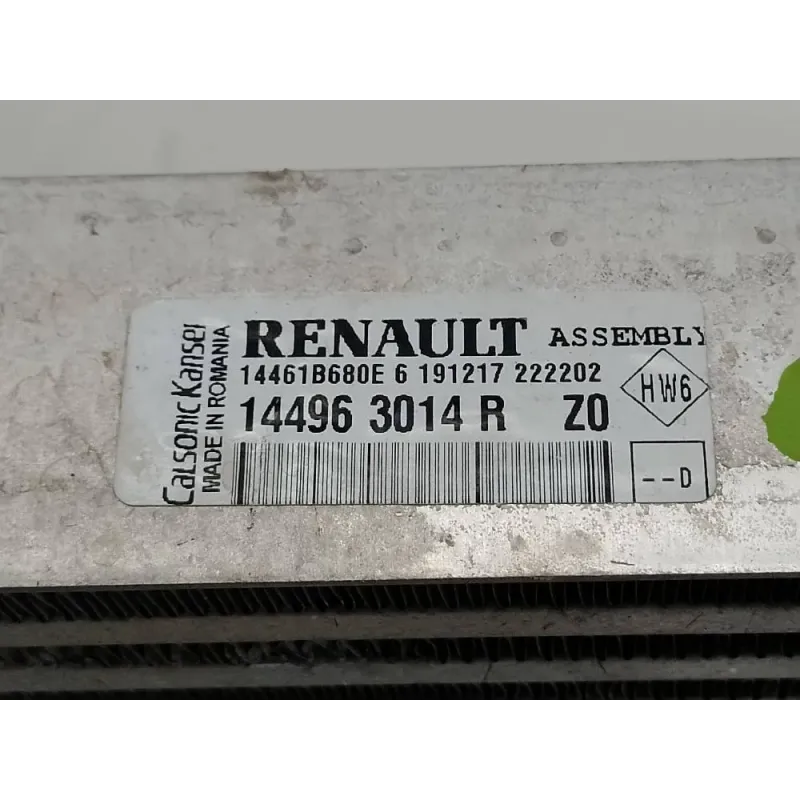 Calsonic Kansei
MADE IN ROMANIA
RENAULT ASSEMBLY
14461B680E 6 191217 222202
14496 3014 R Z0
HW6
--D